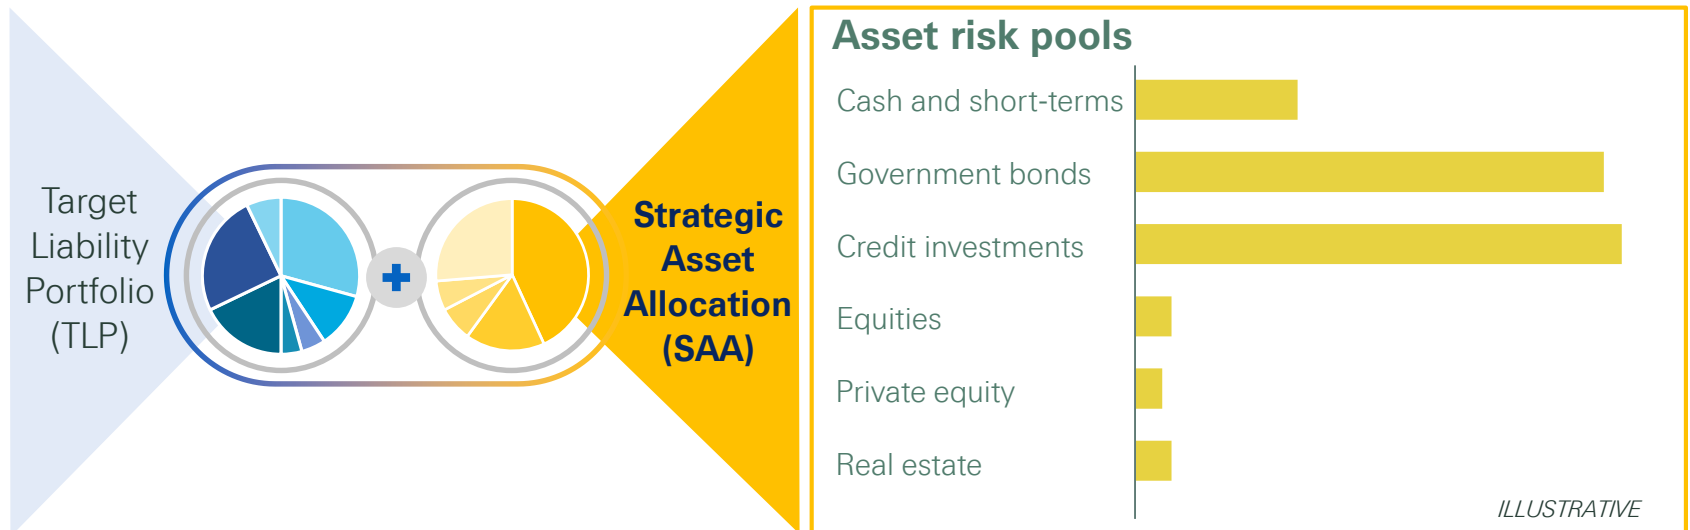 Target
Liability
Portfolio
(TLP)
Strategic
Asset
Allocation
(SAA)
Asset risk pools
Cash and short-terms
Government bonds
Credit investments
Equities
Private equity
Real estate
ILLUSTRATIVE